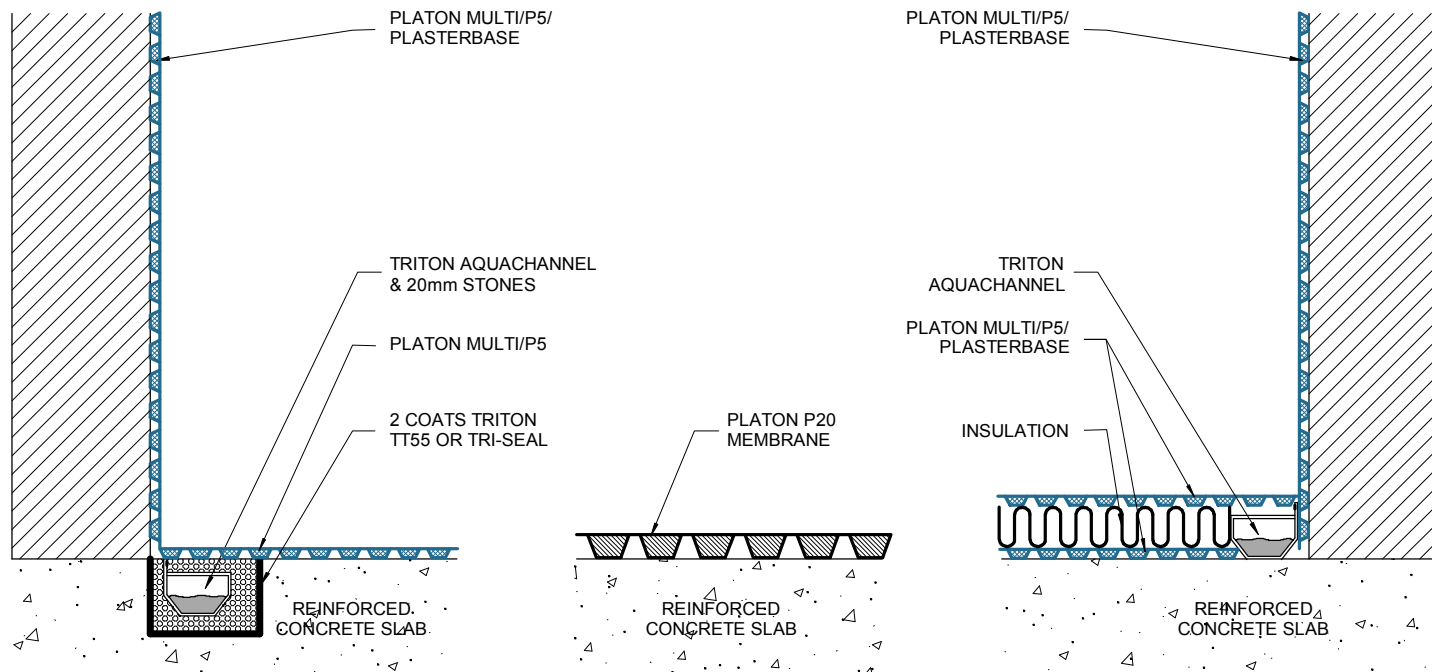 PLATON MULTI/P5/
PLASTERBASE
TRITON AQUACHANNEL
& 20mm STONES
PLATON MULTI/P5
2 COATS TRITON
TT55 OR TRI-SEAL
REINFORCED
CONCRETE SLAB
PLATON P20
MEMBRANE
REINFORCED
CONCRETE SLAB
PLATON MULTI/P5/
PLASTERBASE
TRITON
AQUACHANNEL
PLATON MULTI/P5/
PLASTERBASE
INSULATION
REINFORCED
CONCRETE SLAB